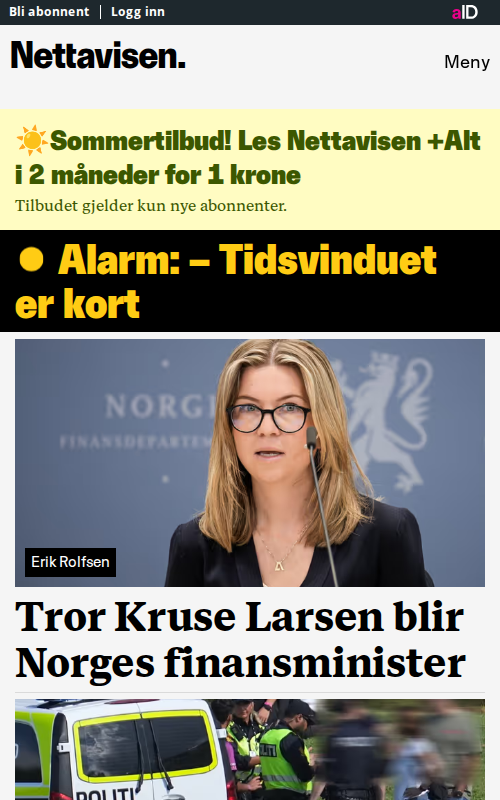 Bli abonnent | Logg inn
aID
Nettavisen.
Meny
☀️Sommertilbud! Les Nettavisen +Alt
i 2 måneder for 1 krone
Tilbudet gjelder kun nye abonnenter.
Alarm: – Tidsvinduet
er kort
NORGE
FINANSDEPARTEM
Erik Rolfsen
Tror Kruse Larsen blir
Norges finansminister
POLITI
POLITI